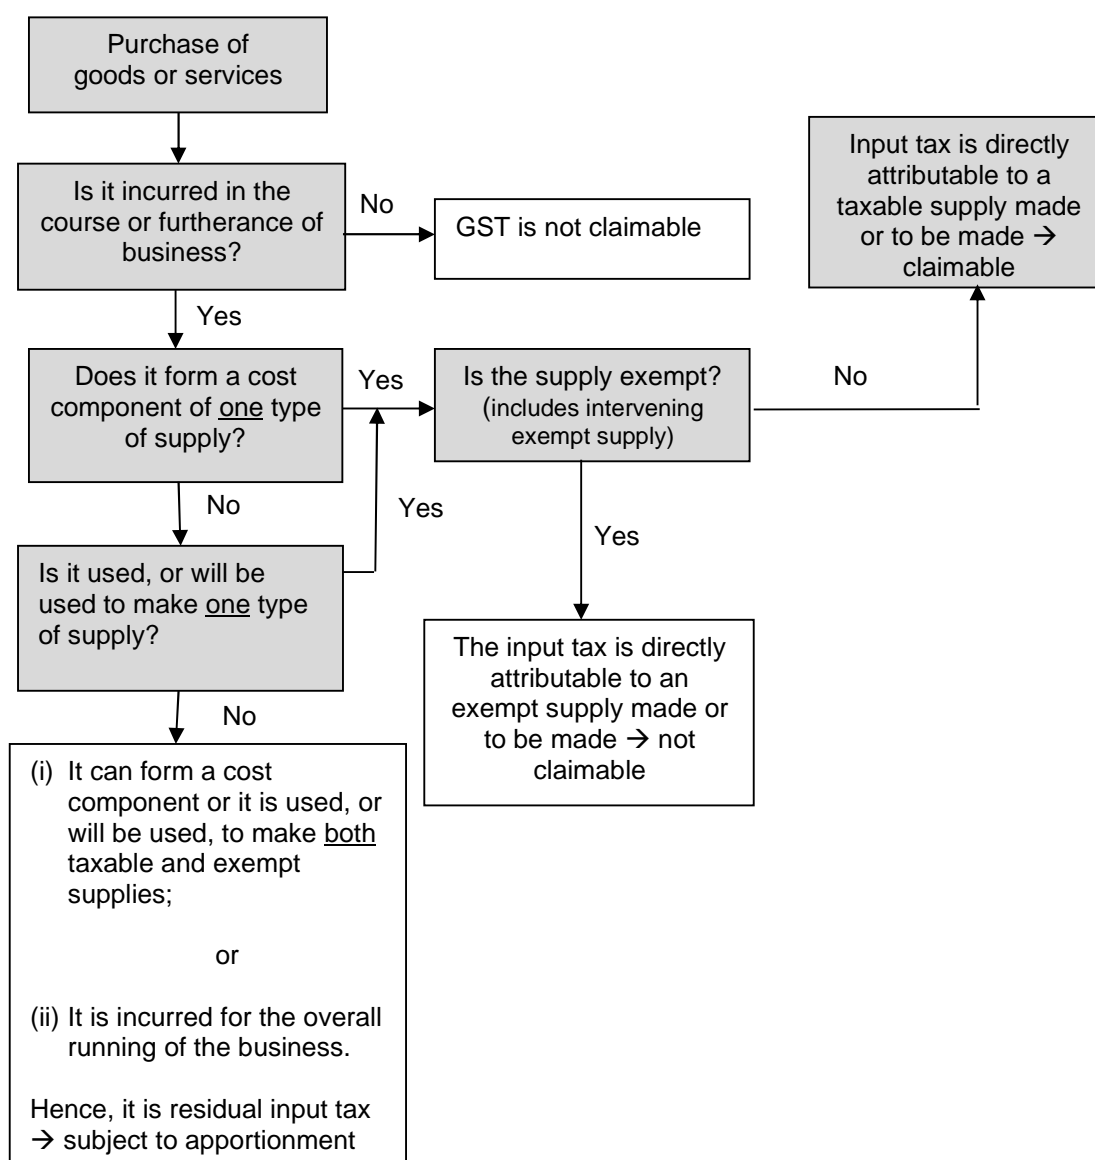 Purchase of
goods or services
Is it incurred in the
course or furtherance of
business?
No
GST is not claimable
Input tax is directly
attributable to a
taxable supply made
or to be made →
claimable
Yes
Does it form a cost
component of one type
of supply?
Yes
Is the supply exempt?
(includes intervening
exempt supply)
No
No
Yes
Yes
Is it used, or will be
used to make one type
of supply?
The input tax is directly
attributable to an
exempt supply made or
to be made → not
claimable
No
(i) It can form a cost
component or it is used, or
will be used, to make both
taxable and exempt
supplies;
or
(ii) It is incurred for the overall
running of the business.
Hence, it is residual input tax
→ subject to apportionment